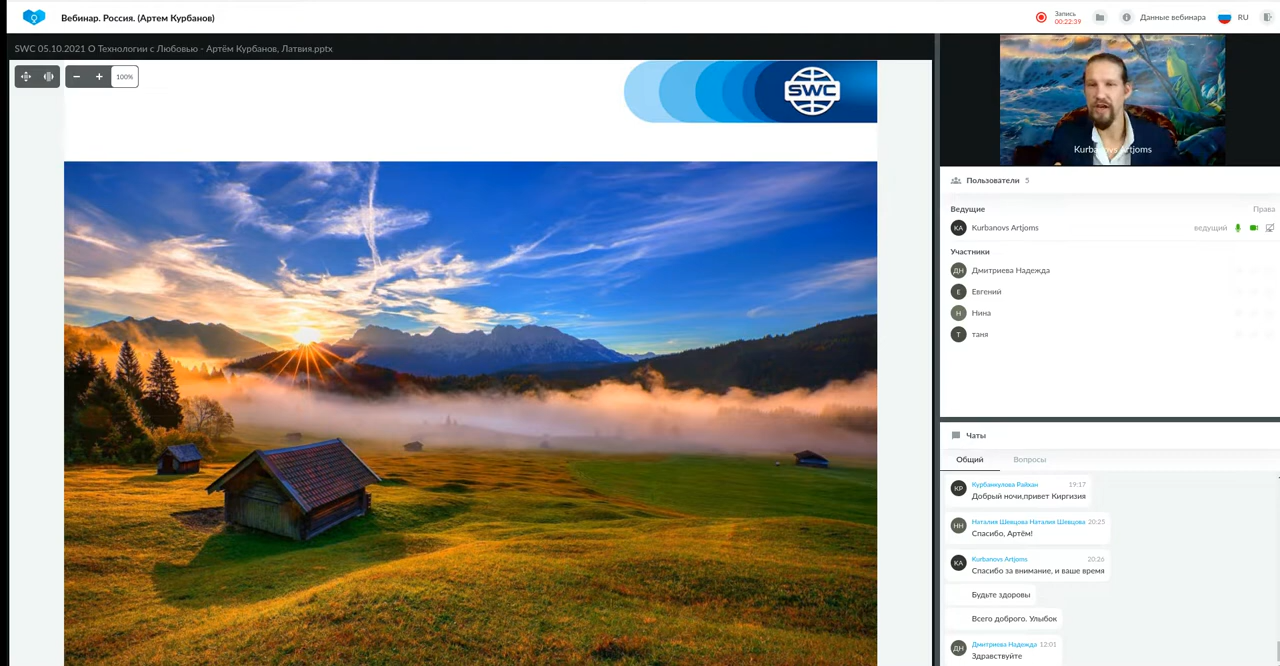 Вебинар. Россия. (Артем Курбанов)
Запись
00:22:39
Данные вебинара
RU
SWC 05.10.2021 О Технологии с Любовью - Артём Курбанов, Латвия.pptx
100%
SWC
Kurbanovs Artjoms
Пользователи 5
Ведущие
Права
KA Kurbanovs Artjoms
ведущий
Участники
ДН Дмитриева Надежда
Е Евгений
Н Нина
Т таня
Чаты
Общий
Вопросы
КР Курбанкулова Райхан 19:17
Добрый ночи,привет Киргизия
НН Наталия Шевцова Наталия Шевцова 20:25
Спасибо, Артём!
KA Kurbanovs Artjoms 20:26
Спасибо за внимание, и ваше время
Будьте здоровы
Всего доброго. Улыбок
ДН Дмитриева Надежда 12:01
Здравствуйте